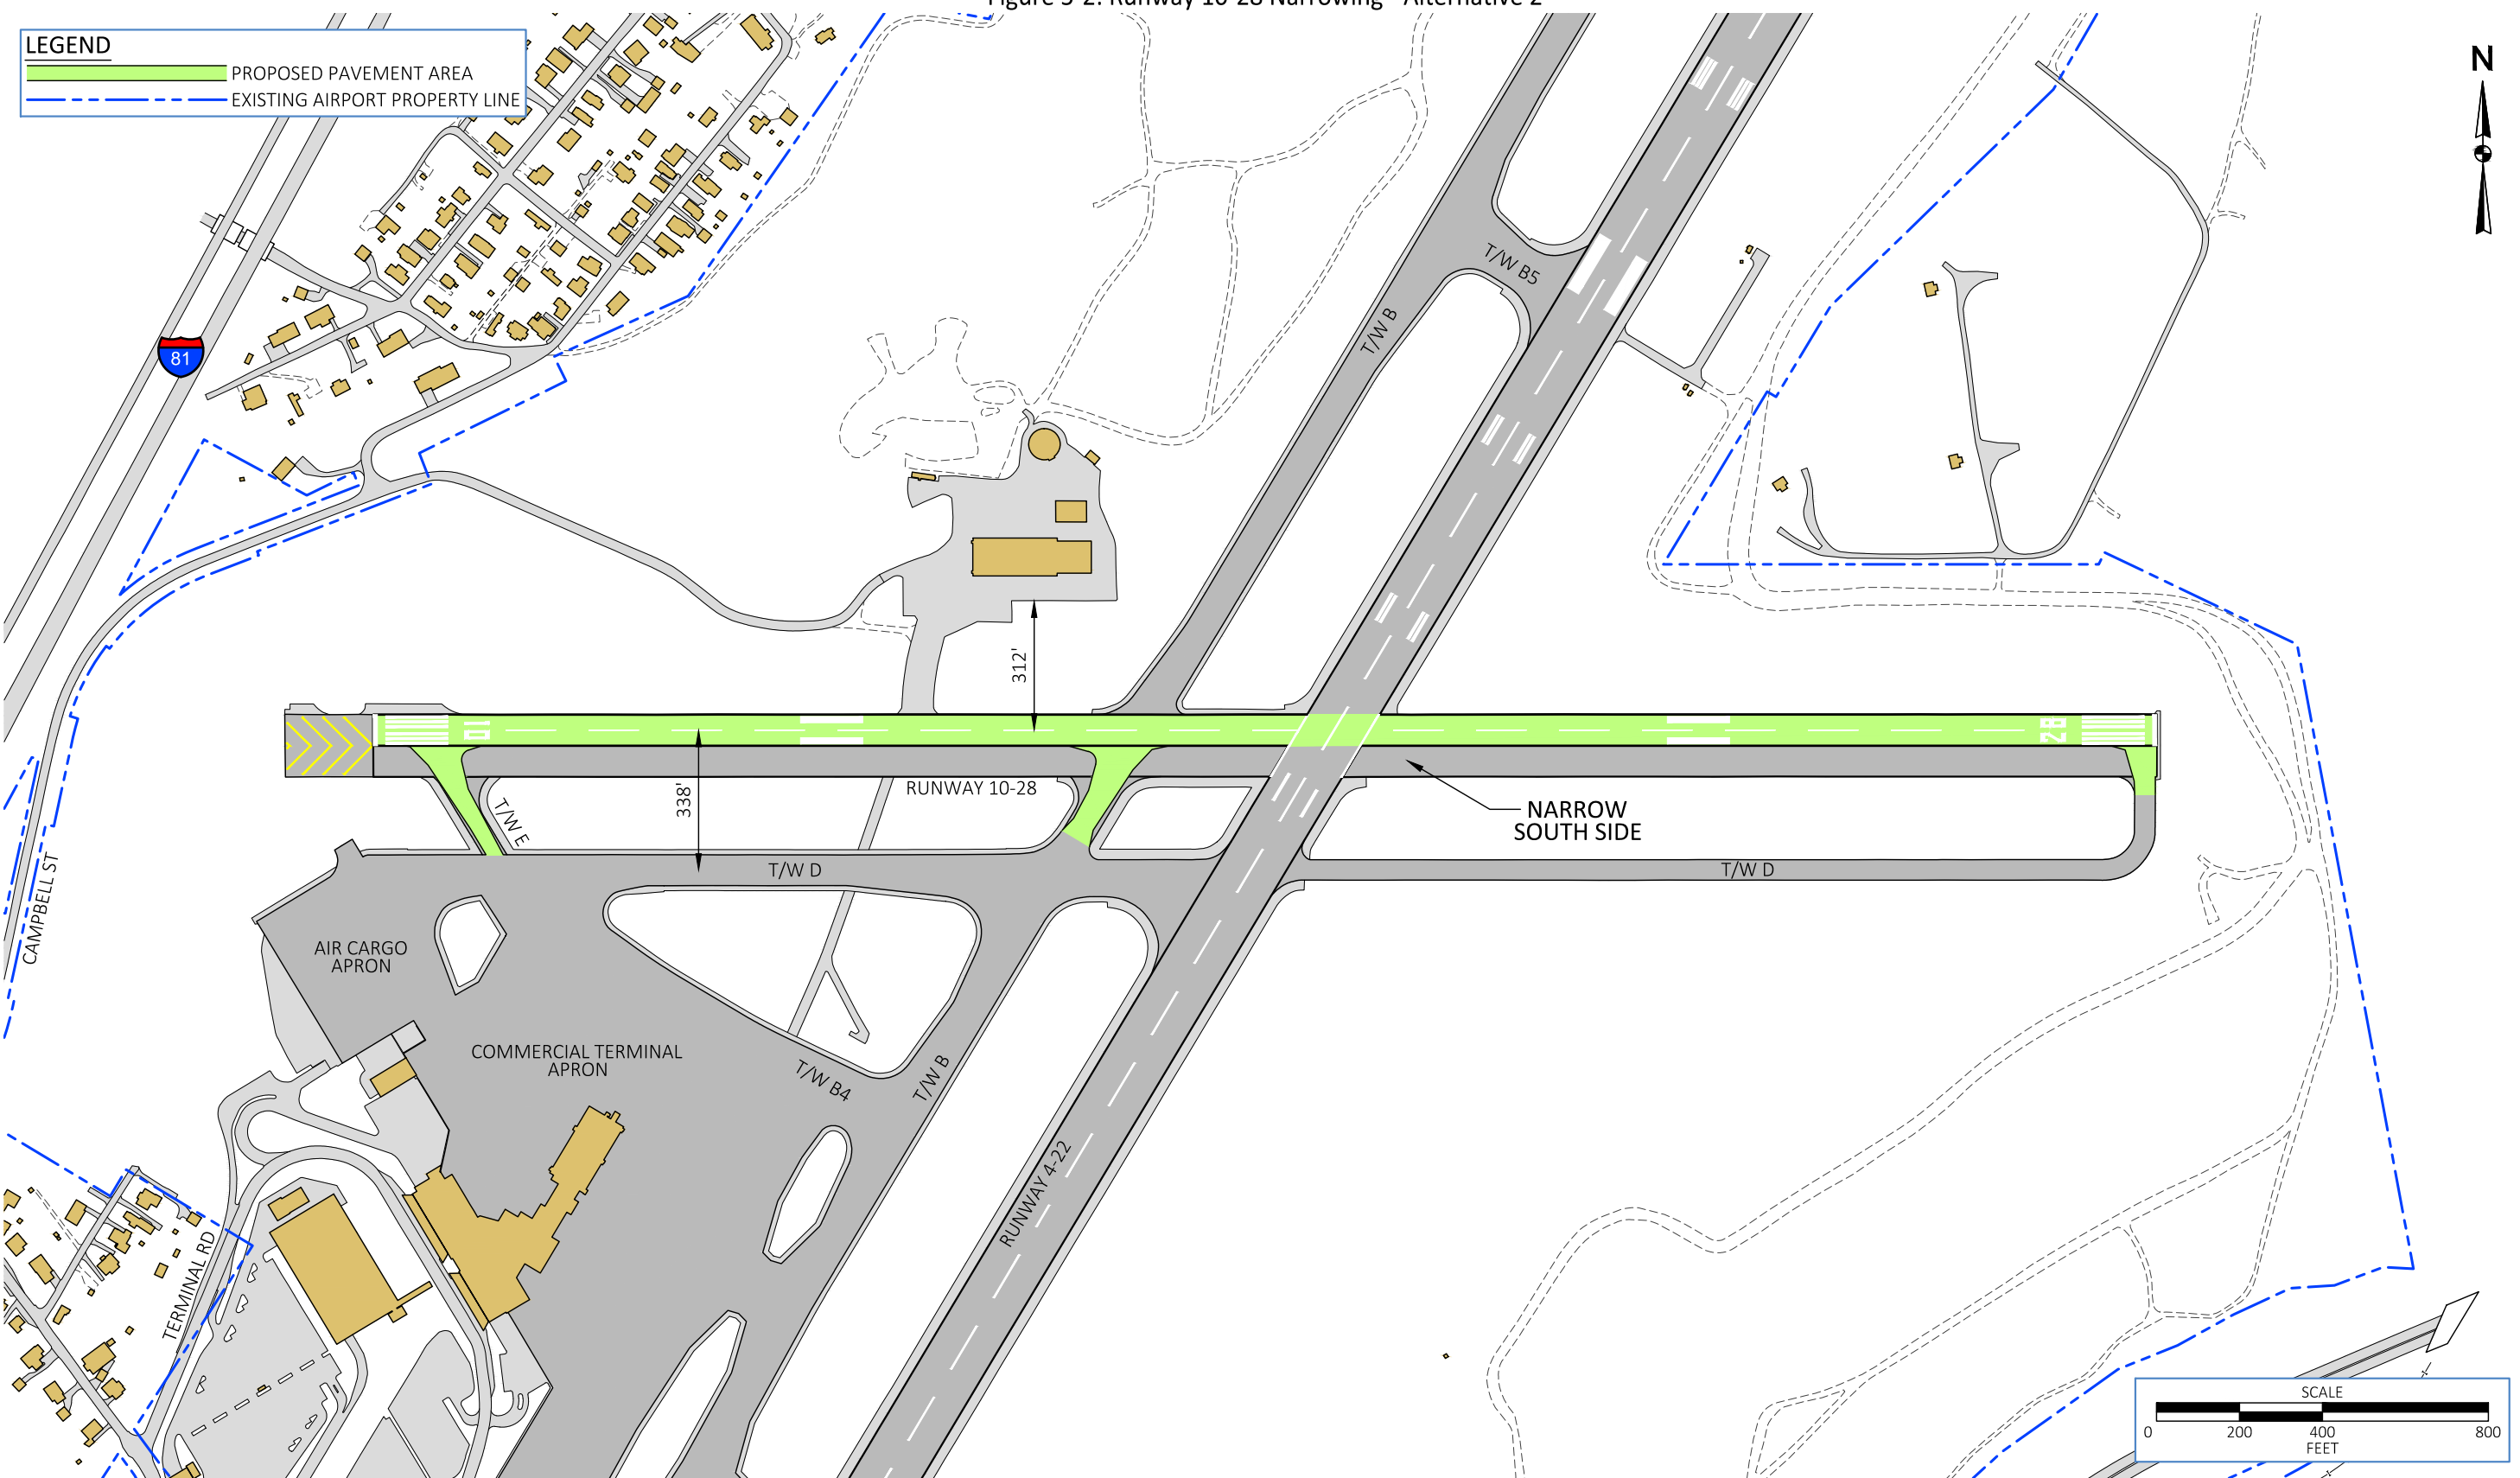 Figure 5-2: Runway 10-28 Narrowing - Alternative 2
LEGEND
PROPOSED PAVEMENT AREA
EXISTING AIRPORT PROPERTY LINE
N
81
T/W B5
T/W B
312'
10
28
338'
T/W E
RUNWAY 10-28
NARROW
SOUTH SIDE
T/W D
T/W D
CAMPBELL ST
AIR CARGO
APRON
COMMERCIAL TERMINAL
APRON
T/W B4
T/W B
RUNWAY 4-22
TERMINAL RD
SCALE
0 200 400 800
FEET